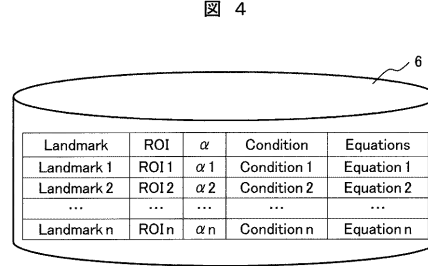 図 4
6
Landmark ROI α Condition Equations
Landmark 1 ROI 1 α 1 Condition 1 Equation 1
Landmark 2 ROI 2 α 2 Condition 2 Equation 2
… … … … …
Landmark n ROI n α n Condition n Equation n